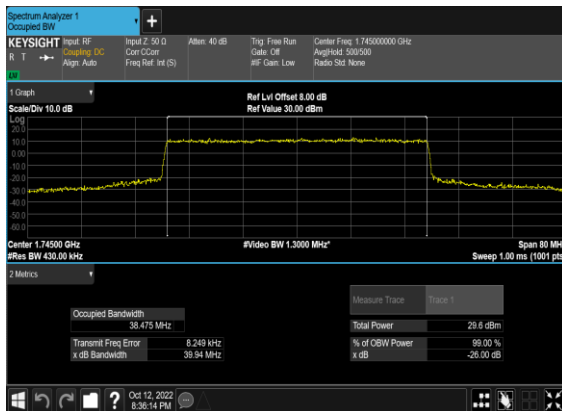 Spectrum Analyzer 1
Occupied BW
KEYSIGHT Input: RF Input Z: 50 Ω Atten: 40 dB Trig: Free Run Center Freq: 1.745000000 GHz
R T Coupling: DC Corr CCorr Gate: Off Avg|Hold: 500/500
Align: Auto Freq Ref: Int (S) #IF Gain: Low Radio Std: None
1 Graph
Ref Lvl Offset 8.00 dB
Scale/Div 10.0 dB Ref Value 30.00 dBm
Log
20.0
10.0
0.00
-10.0
-20.0
-30.0
-40.0
-50.0
-60.0
Center 1.74500 GHz #Video BW 1.3000 MHz* Span 80 MH
#Res BW 430.00 kHz Sweep 1.00 ms (1001 pts
2 Metrics
Measure Trace Trace 1
Occupied Bandwidth
38.475 MHz Total Power 29.6 dBm
Transmit Freq Error 8.249 kHz % of OBW Power 99.00 %
x dB Bandwidth 39.94 MHz x dB -26.00 dB
? Oct 12, 2022
8:36:14 PM